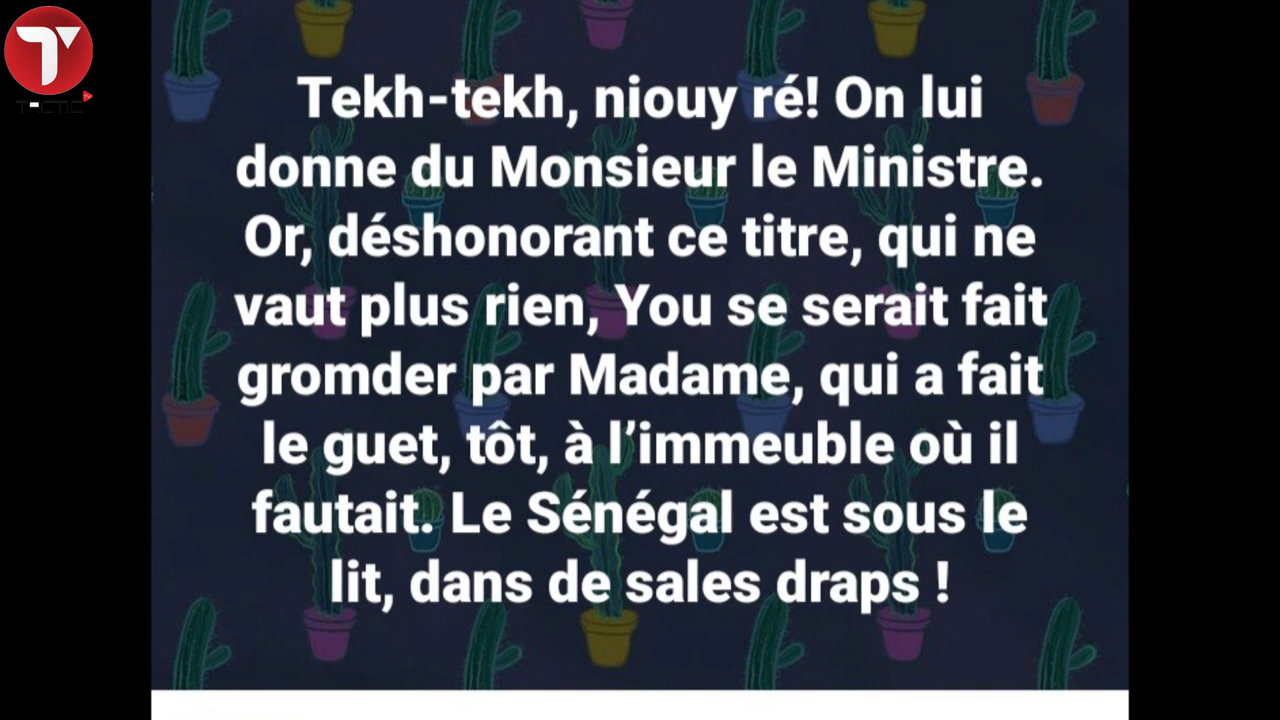 Tekh-tekh, niouy ré! On lui
donne du Monsieur le Ministre.
Or, déshonorant ce titre, qui ne
vaut plus rien, You se serait fait
gromder par Madame, qui a fait
le guet, tôt, à l’immeuble où il
fautait. Le Sénégal est sous le
lit, dans de sales draps !